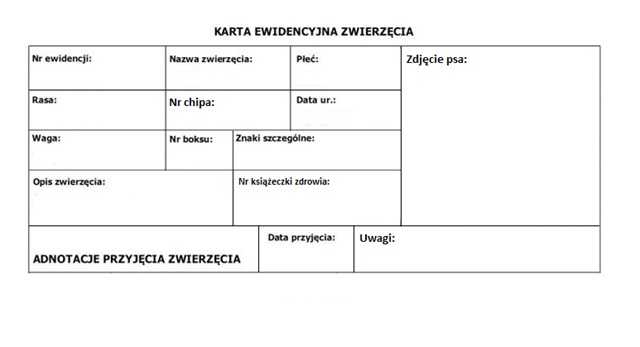 KARTA EWIDENCYJNA ZWIERZĘCIA
Nr ewidencji:
Nazwa zwierzęcia:
Płeć:
Zdjęcie psa:
Rasa:
Nr chipa:
Data ur.:
Waga:
Nr boksu:
Znaki szczególne:
Opis zwierzęcia:
Nr książeczki zdrowia:
ADNOTACJE PRZYJĘCIA ZWIERZĘCIA
Data przyjęcia:
Uwagi: